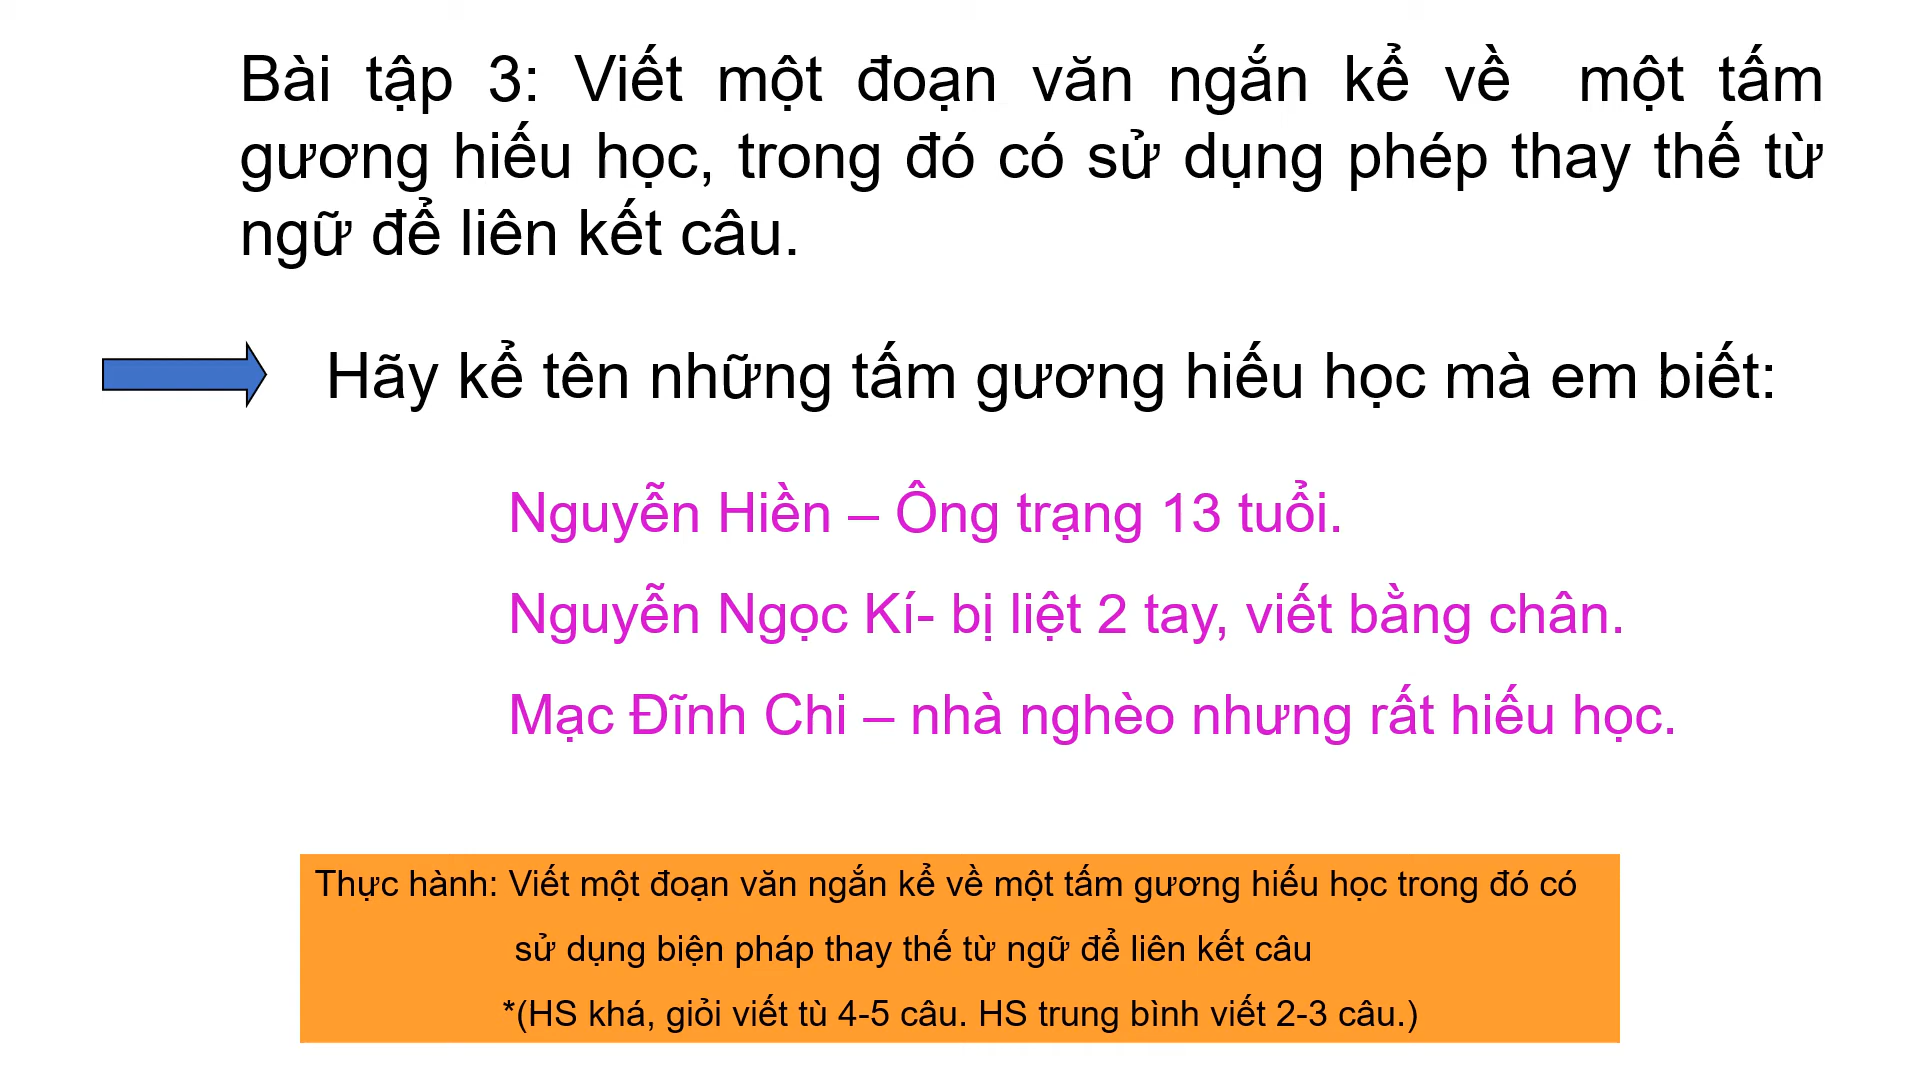 Bài tập 3: Viết một đoạn văn ngắn kể về một tấm
gương hiếu học, trong đó có sử dụng phép thay thế từ
ngữ để liên kết câu.
Hãy kể tên những tấm gương hiếu học mà em biết:
Nguyễn Hiền – Ông trạng 13 tuổi.
Nguyễn Ngọc Kí- bị liệt 2 tay, viết bằng chân.
Mạc Đĩnh Chi – nhà nghèo nhưng rất hiếu học.
Thực hành: Viết một đoạn văn ngắn kể về một tấm gương hiếu học trong đó có
sử dụng biện pháp thay thế từ ngữ để liên kết câu
*(HS khá, giỏi viết tù 4-5 câu. HS trung bình viết 2-3 câu.)